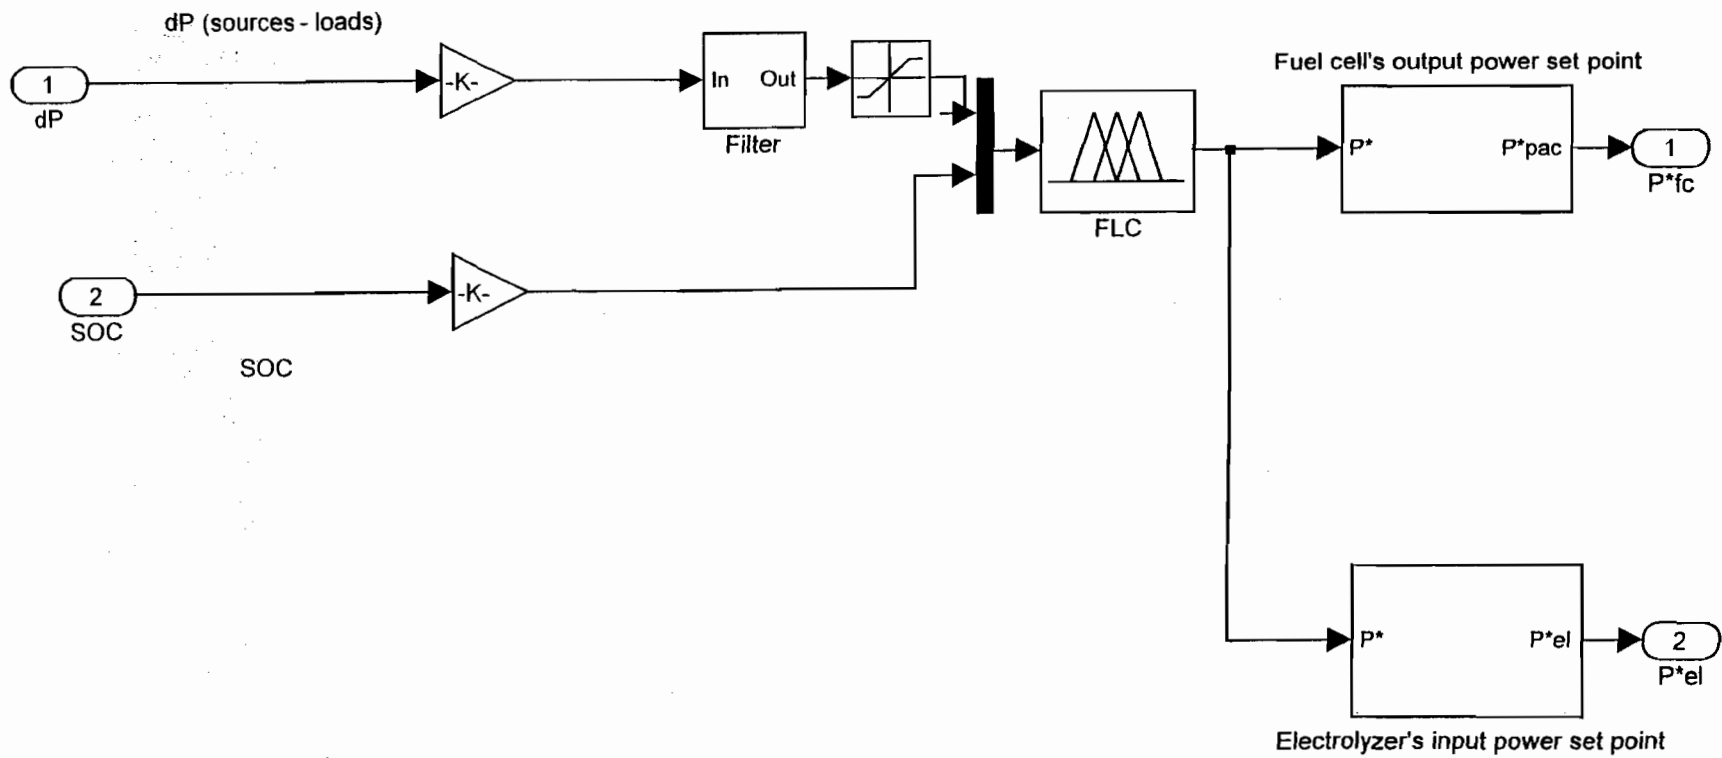 dP (sources - loads)
1
dP
-K-
In Out
Filter
FLC
Fuel cell's output power set point
P* P*pac
1
P*fc
2
SOC
-K-
SOC
P* P*el
2
P*el
Electrolyzer's input power set point